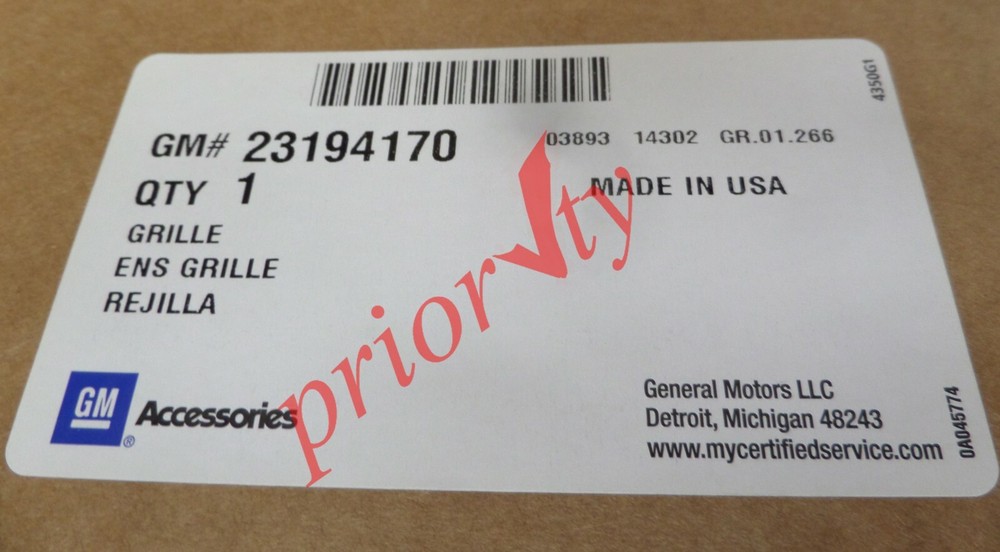 4350G1
GM# 23194170 03893 14302 GR.01.266
QTY 1 MADE IN USA
GRILLE
ENS GRILLE
REJILLA
priority
GM Accessories
®
General Motors LLC
Detroit, Michigan 48243
www.mycertifiedservice.com
0A045774